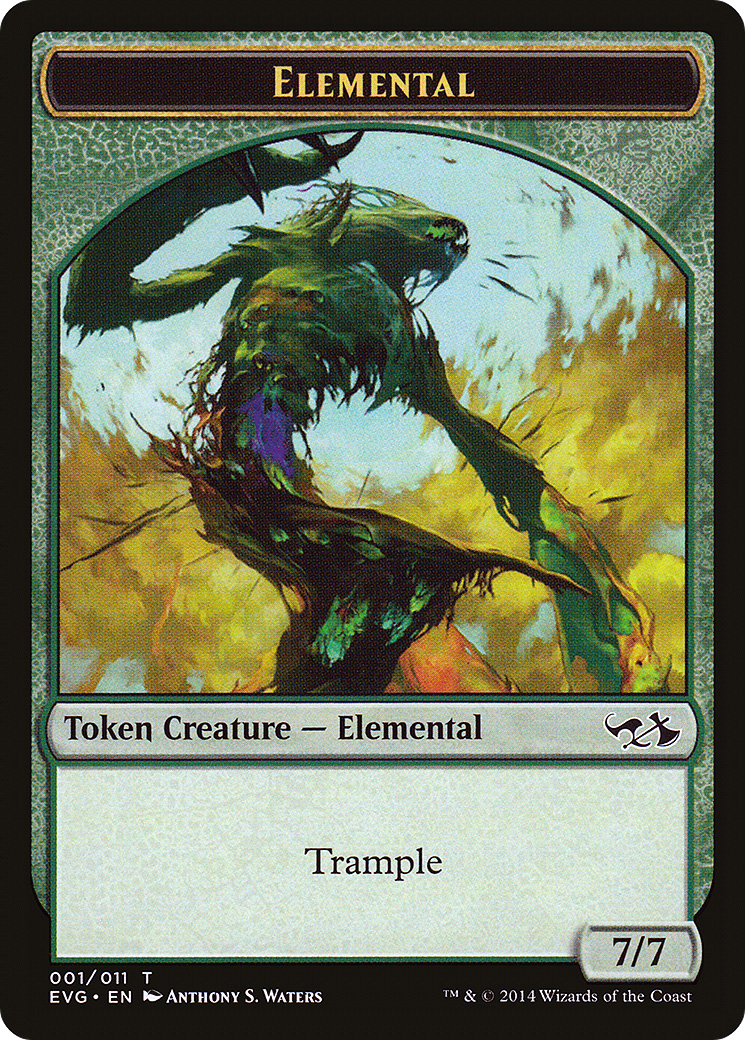 ELEMENTAL
Token Creature — Elemental
Trample
7/7
001/011 T
EVG • EN ANTHONY S. WATERS
™ & © 2014 Wizards of the Coast